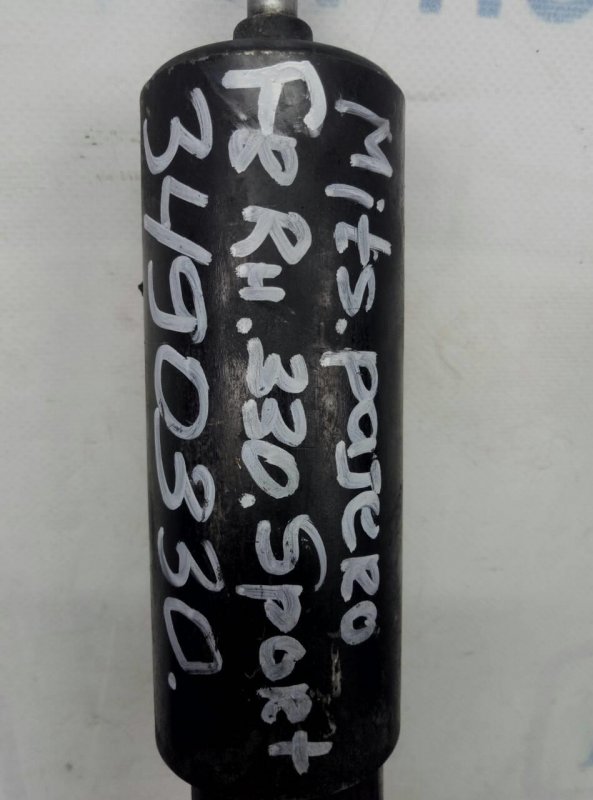 Mits. PAJERO
FR RH. 330. SPORT
3490330.